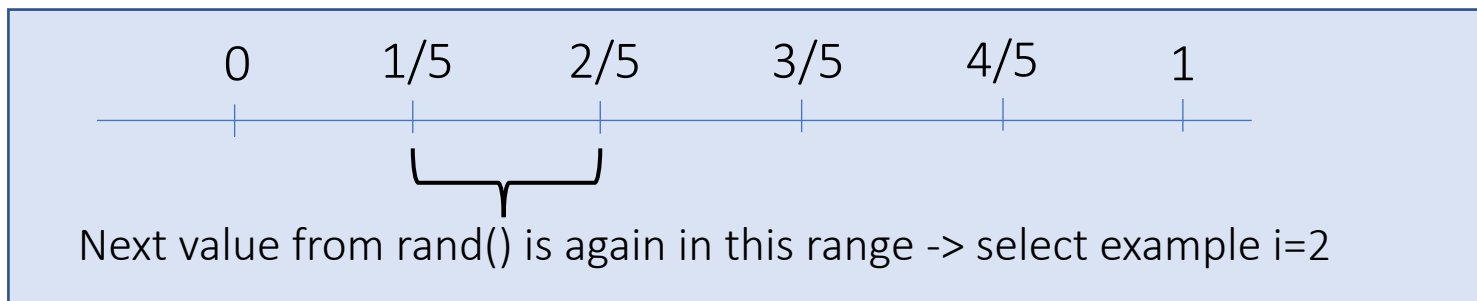 0 1/5 2/5 3/5 4/5 1
Next value from rand() is again in this range -> select example i=2